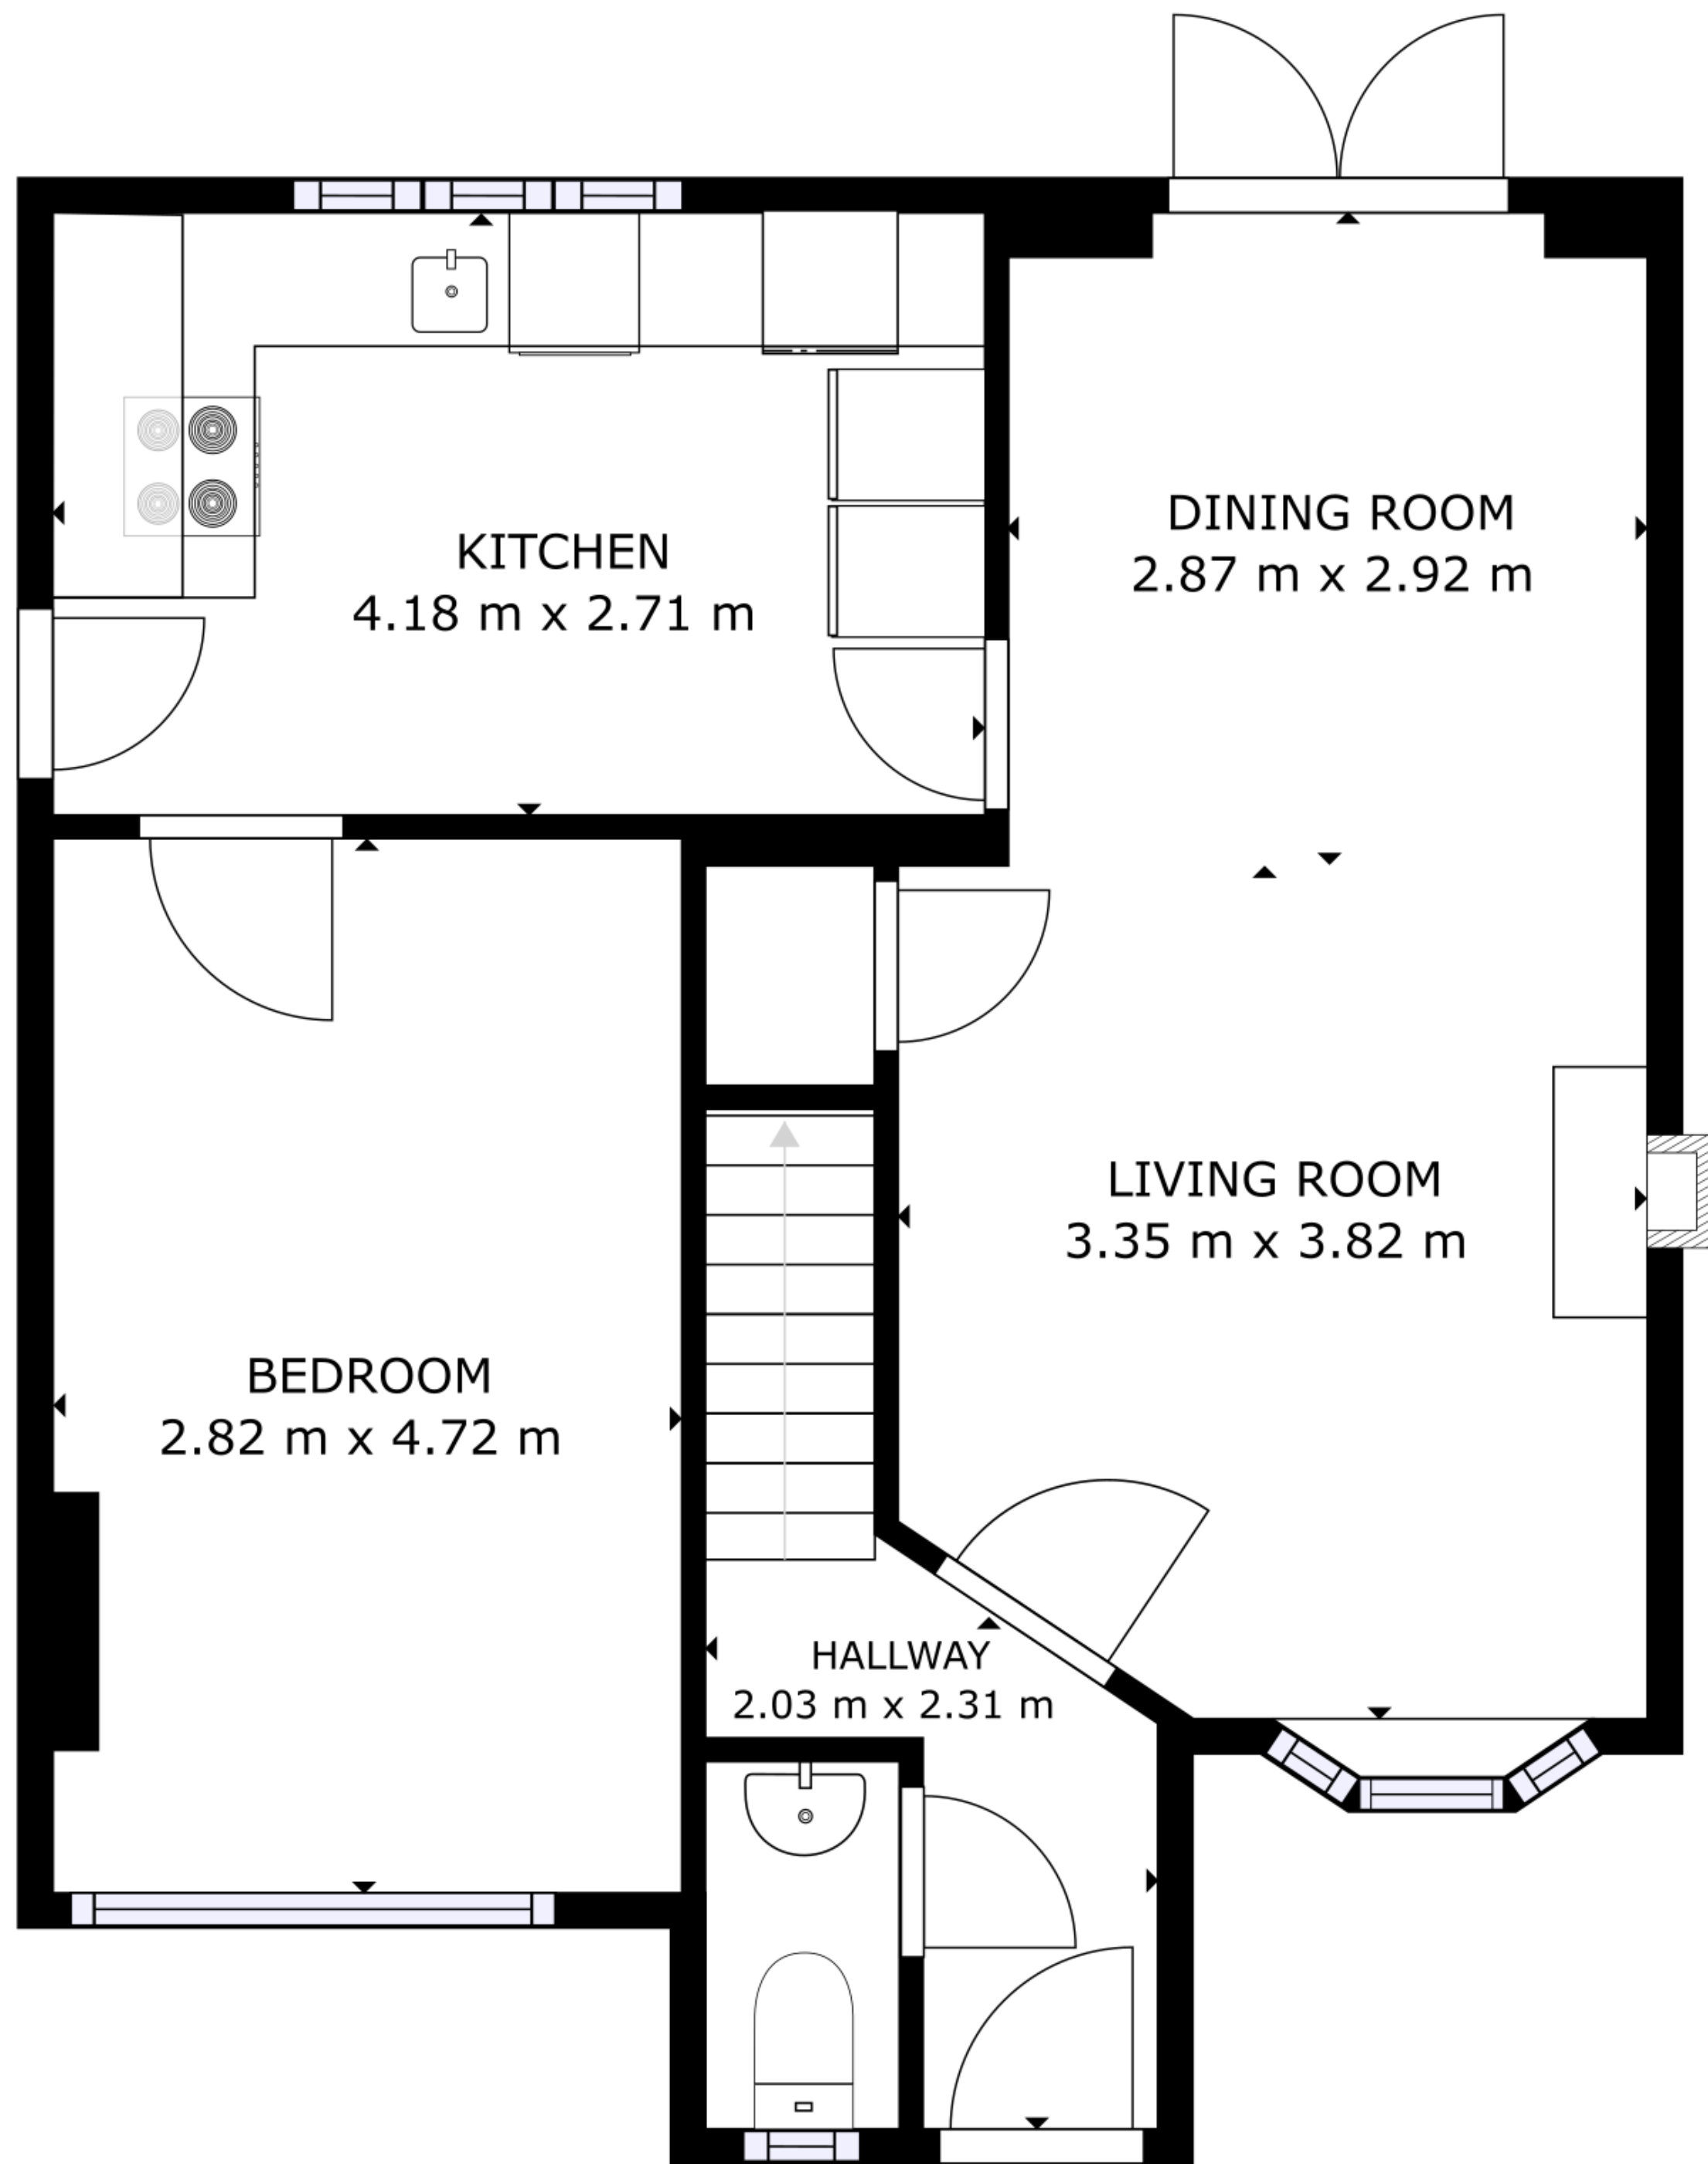 DINING ROOM
2.87 m x 2.92 m
KITCHEN
4.18 m x 2.71 m
LIVING ROOM
3.35 m x 3.82 m
BEDROOM
2.82 m x 4.72 m
HALLWAY
2.03 m x 2.31 m